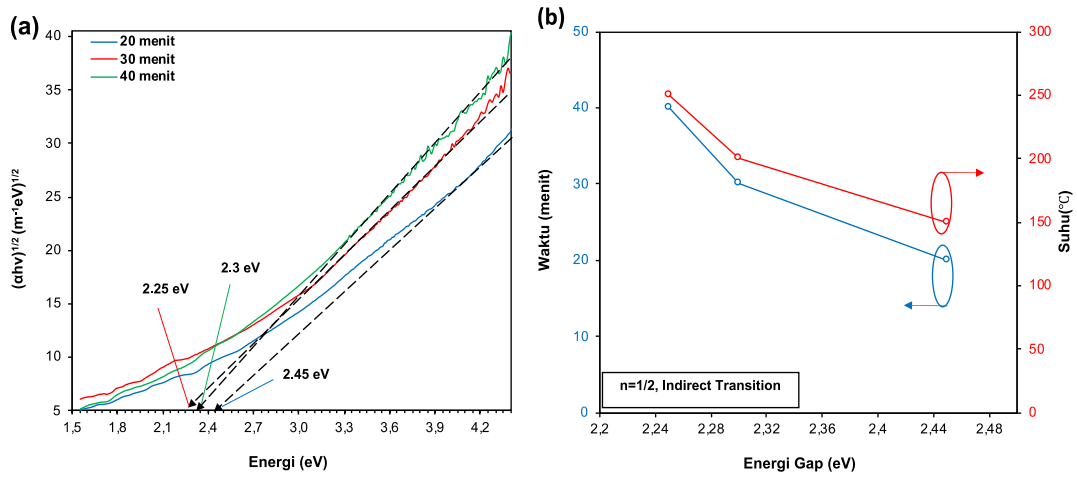 (a)
20 menit
30 menit
40 menit
(αhν)1/2 (m-1eV)1/2
40
35
30
25
20
15
10
5
2.25 eV
2.3 eV
2.45 eV
1,5
1,8
2,1
2,4
2,7
3,0
3,3
3,6
3,9
4,2
Energi (eV)
(b)
Waktu (menit)
50
40
30
20
10
0
n=1/2, Indirect Transition
2,2
2,24
2,28
2,32
2,36
2,4
2,44
2,48
Energi Gap (eV)
300
250
200
150
100
50
0
Suhu(℃)